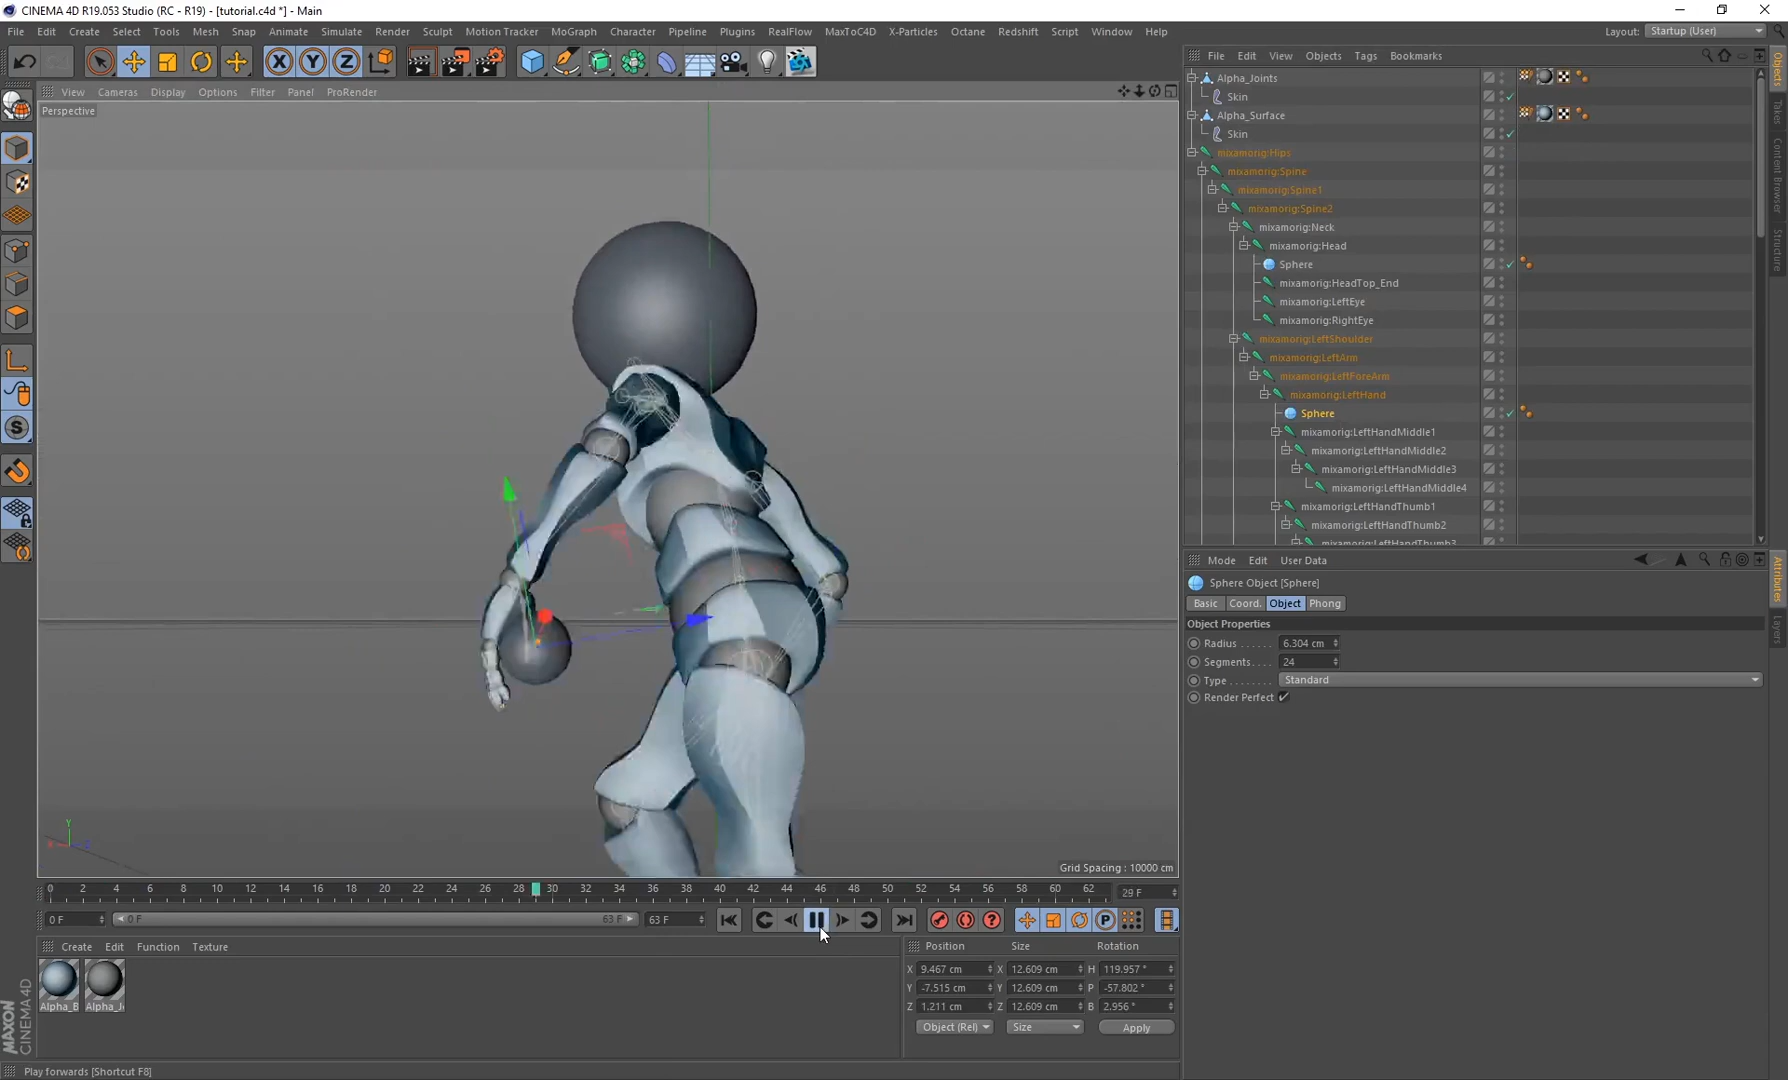 CINEMA 4D R19.053 Studio (RC - R19) - [tutorial.c4d *] - Main
File Edit Create Select Tools Mesh Snap Animate Simulate Render Sculpt Motion Tracker MoGraph Character Pipeline Plugins RealFlow MaxToC4D X-Particles Octane Redshift Script Window Help
Layout: Startup (User)
File Edit View Objects Tags Bookmarks
View Cameras Display Options Filter Panel ProRender
Perspective
Alpha_Joints
Skin
Alpha_Surface
Skin
mixamorig:Hips
mixamorig:Spine
mixamorig:Spine1
mixamorig:Spine2
mixamorig:Neck
mixamorig:Head
Sphere
mixamorig:HeadTop_End
mixamorig:LeftEye
mixamorig:RightEye
mixamorig:LeftShoulder
mixamorig:LeftArm
mixamorig:LeftForeArm
mixamorig:LeftHand
Sphere
mixamorig:LeftHandMiddle1
mixamorig:LeftHandMiddle2
mixamorig:LeftHandMiddle3
mixamorig:LeftHandMiddle4
mixamorig:LeftHandThumb1
mixamorig:LeftHandThumb2
mixamorig:LeftHandThumb3
Objects
Takes
Content Browser
Structure
Mode Edit User Data
Sphere Object [Sphere]
Basic Coord. Object Phong
Object Properties
Radius 6.304 cm
Segments 24
Type Standard
Render Perfect
Attributes
Layers
X Y Z
Y
X Z
Grid Spacing : 10000 cm
0 2 4 6 8 10 12 14 16 18 20 22 24 26 28 30 32 34 36 38 40 42 44 46 48 50 52 54 56 58 60 62
29 F
0 F 0 F 63 F 63 F
Create Edit Function Texture
Alpha_B Alpha_J
Position Size Rotation
X 9.467 cm X 12.609 cm H 119.957 °
Y -7.515 cm Y 12.609 cm P -57.802 °
Z 1.211 cm Z 12.609 cm B 2.956 °
Object (Rel) Size Apply
MAXON CINEMA 4D
Play forwards [Shortcut F8]